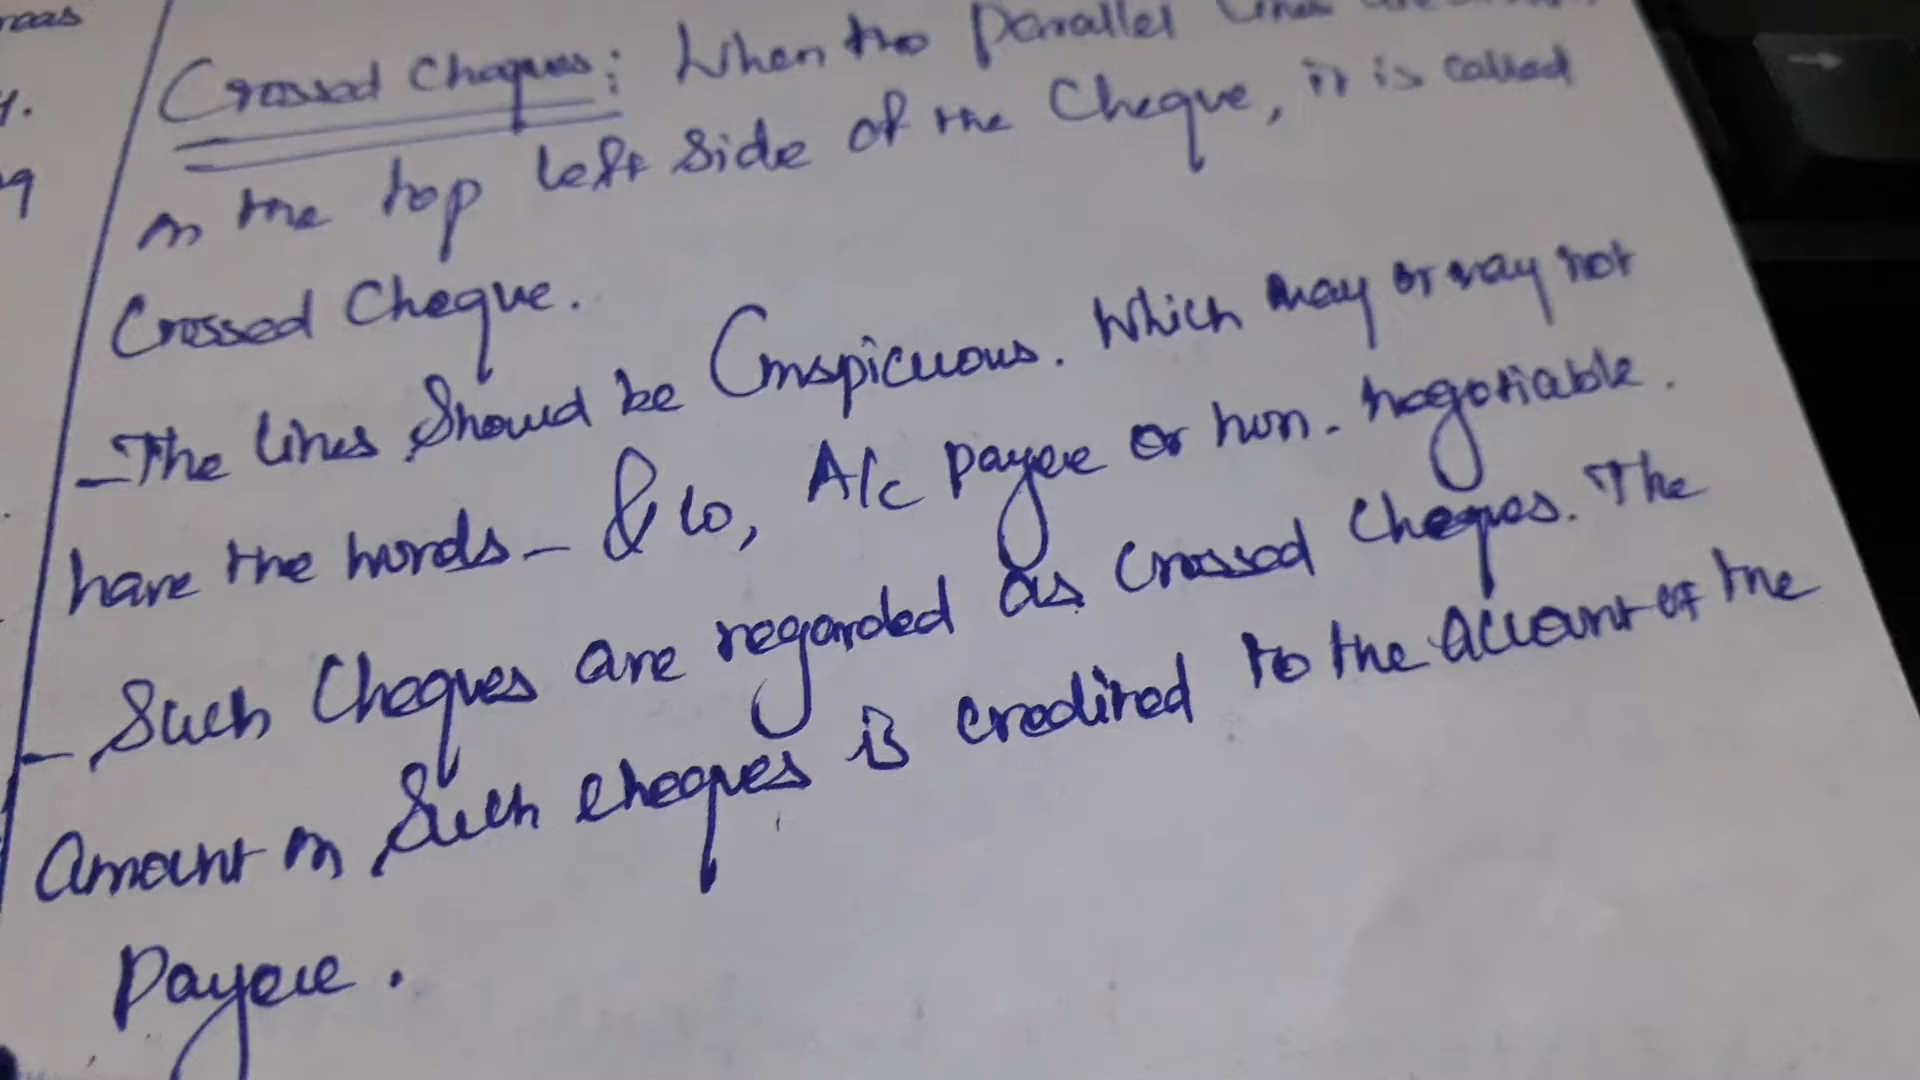 Crossed Cheques: When two parallel lines
on the top left side of the Cheque, it is called
Crossed Cheque.
- The lines should be Conspicuous. Which may or may not
have the words - & Co, A/c payee or non-negotiable.
- Such Cheques are regarded as Crossed Cheques. The
Amount on Such cheques is credited to the Account of the
Payee.